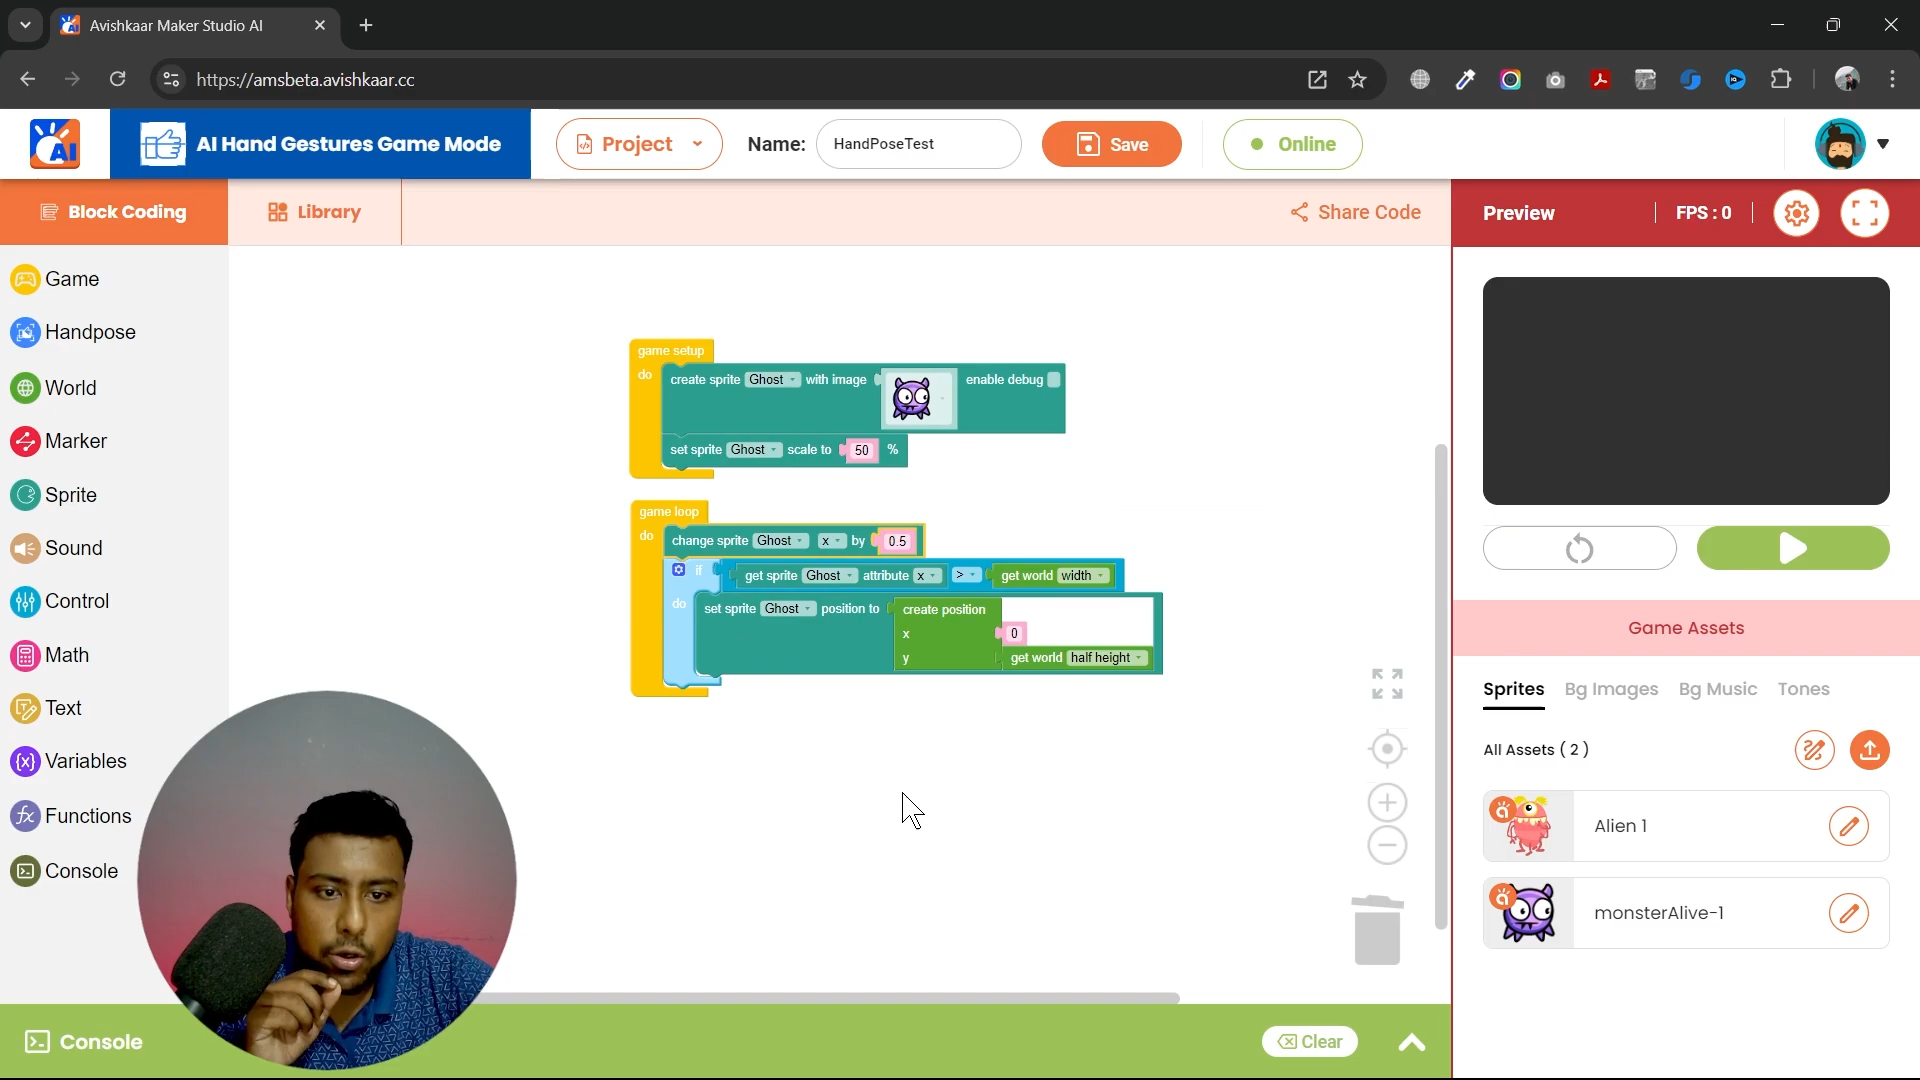 Avishkaar Maker Studio AI
https://amsbeta.avishkaar.cc
AI
AI Hand Gestures Game Mode
Project
Name:
HandPoseTest
Save
Online
Block Coding
Library
Share Code
Preview
FPS : 0
Game
Handpose
World
Marker
Sprite
Sound
Control
Math
Text
Variables
Functions
Console
game setup
do
create sprite Ghost with image
enable debug
set sprite Ghost scale to 50 %
game loop
do
change sprite Ghost x by 0.5
if
get sprite Ghost attribute x > get world width
do
set sprite Ghost position to
create position
x
0
y
get world half height
Game Assets
Sprites
Bg Images
Bg Music
Tones
All Assets ( 2 )
Alien 1
monsterAlive-1
Console
Clear